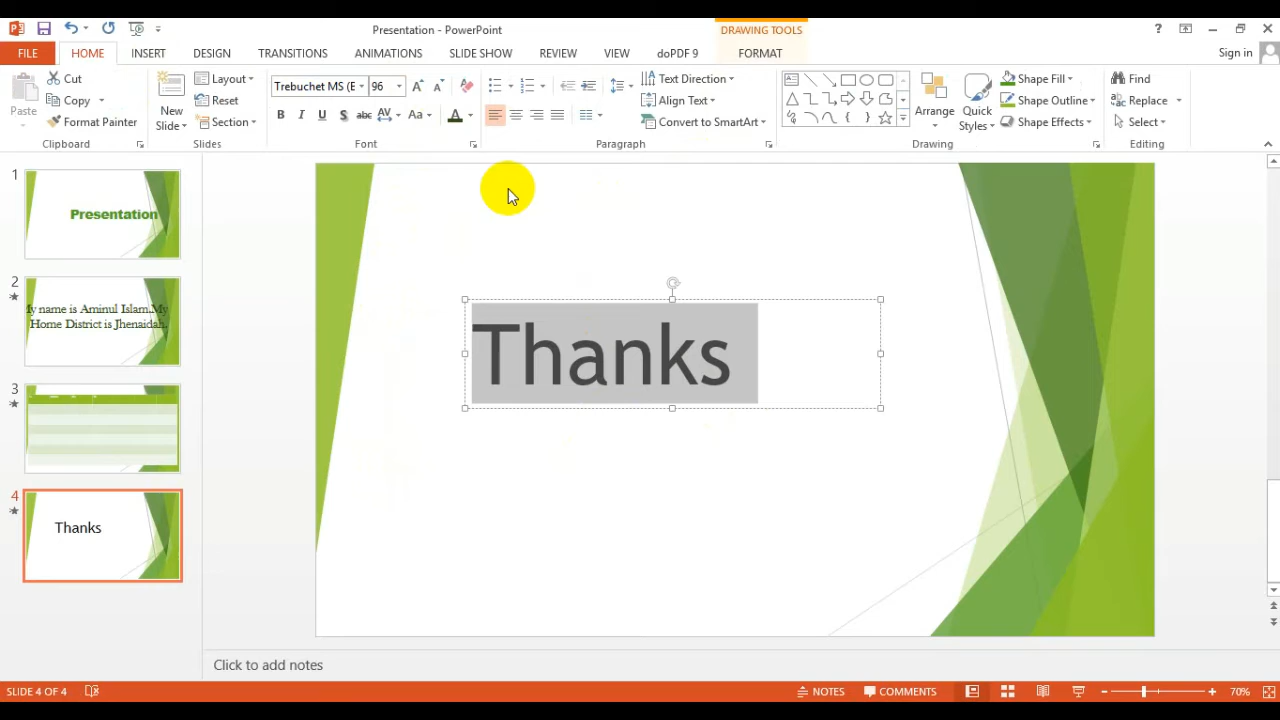 Presentation - PowerPoint
DRAWING TOOLS
?
FILE
HOME
INSERT
DESIGN
TRANSITIONS
ANIMATIONS
SLIDE SHOW
REVIEW
VIEW
doPDF 9
FORMAT
Sign in
Paste
Cut
Copy
Format Painter
Clipboard
New
Slide
Layout
Reset
Section
Slides
Trebuchet MS (E
96
B I U S abc AV Aa A
Font
Text Direction
Align Text
Convert to SmartArt
Paragraph
Arrange
Quick
Styles
Shape Fill
Shape Outline
Shape Effects
Drawing
Find
Replace
Select
Editing
1
Presentation
2
My name is Aminul Islam.My
Home District is Jhenaidah.
3
4
Thanks
Thanks
Click to add notes
SLIDE 4 OF 4
NOTES
COMMENTS
70%